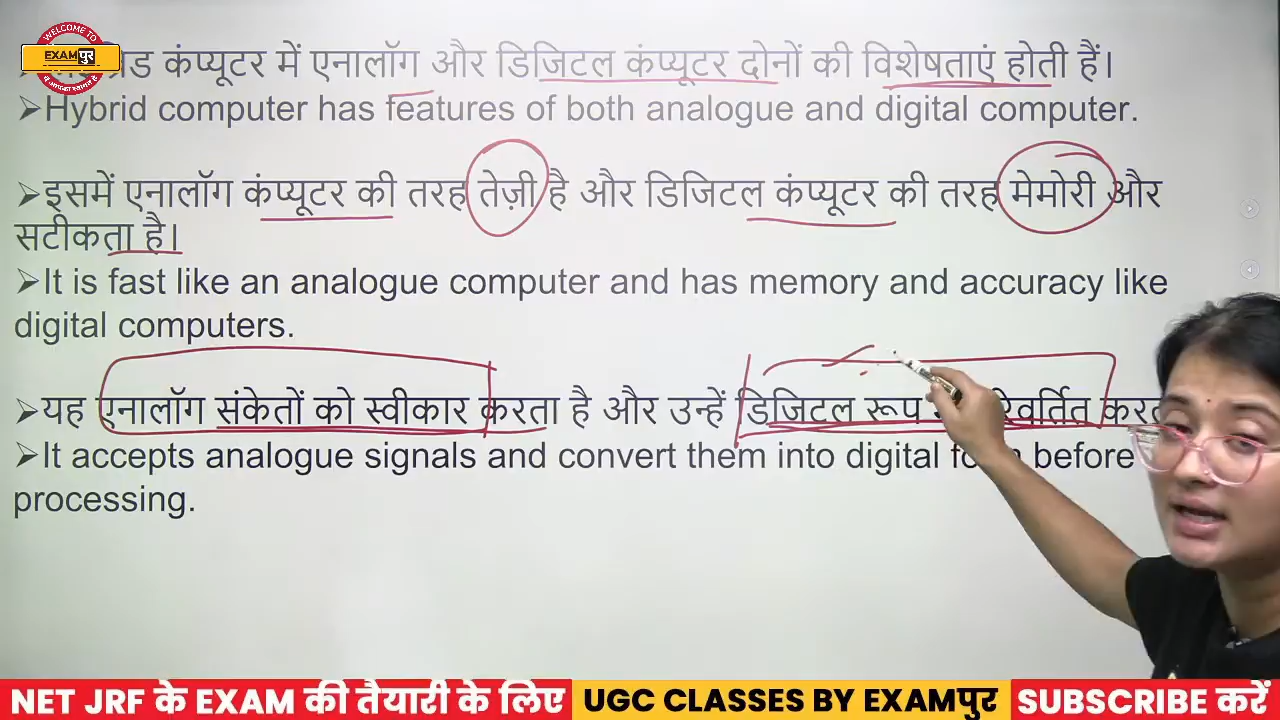 WELCOME TO
EXAMपुर
कंप्यूटर में एनालॉग और डिजिटल कंप्यूटर दोनों की विशेषताएं होती हैं।
➢Hybrid computer has features of both analogue and digital computer.
➢इसमें एनालॉग कंप्यूटर की तरह तेज़ी है और डिजिटल कंप्यूटर की तरह मेमोरी और
सटीकता है।
➢It is fast like an analogue computer and has memory and accuracy like
digital computers.
➢यह एनालॉग संकेतों को स्वीकार करता है और उन्हें डिजिटल रूप
➢It accepts analogue signals and convert them into digital form before
processing.
NET JRF के EXAM की तैयारी के लिए UGC CLASSES BY EXAMपुर SUBSCRIBE करें